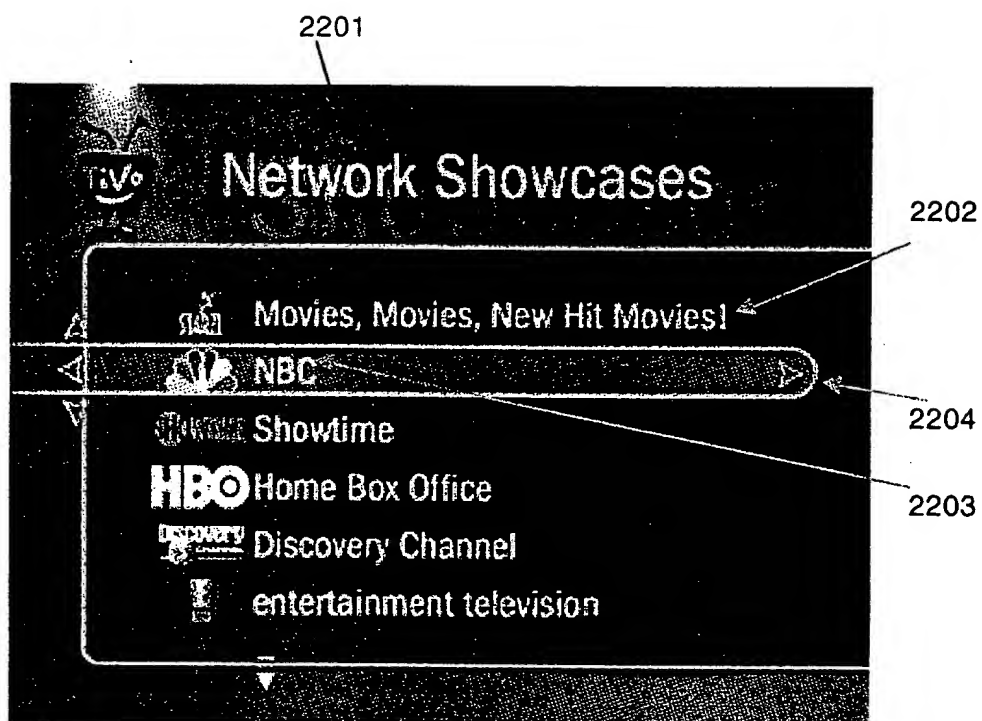 2201
TiVo
Network Showcases
2202
Movies, Movies, New Hit Movies!
NBC
2204
Showtime
HBO Home Box Office
2203
Discovery Discovery Channel
entertainment television